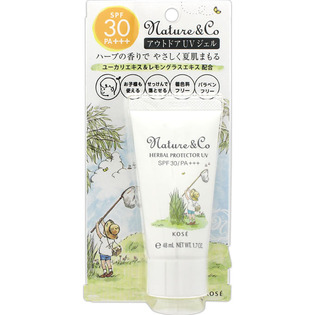 SPF
30
PA+++
Nature&Co
アウトドアUVジェル
ハーブの香りで やさしく夏肌まもる
ユーカリエキス&レモングラスエキス 配合
お子様も
使える
せっけんで
落とせる
着色料
フリー
パラベン
フリー
Nature&Co
HERBAL PROTECTOR UV
SPF 30/PA+++
KOSÉ
48 mL NET WT. 1.7 OZ.
KOSÉ